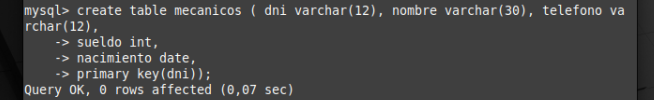 mysql> create table mecanicos ( dni varchar(12), nombre varchar(30), telefono va
rchar(12),
    -> sueldo int,
    -> nacimiento date,
    -> primary key(dni));
Query OK, 0 rows affected (0,07 sec)